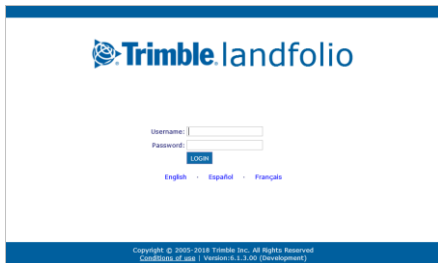 Trimble. landfolio
Username:
Password:
LOGIN
English · Español · Français
Copyright © 2005-2018 Trimble Inc. All Rights Reserved
Conditions of use | Version:6.1.3.00 (Development)